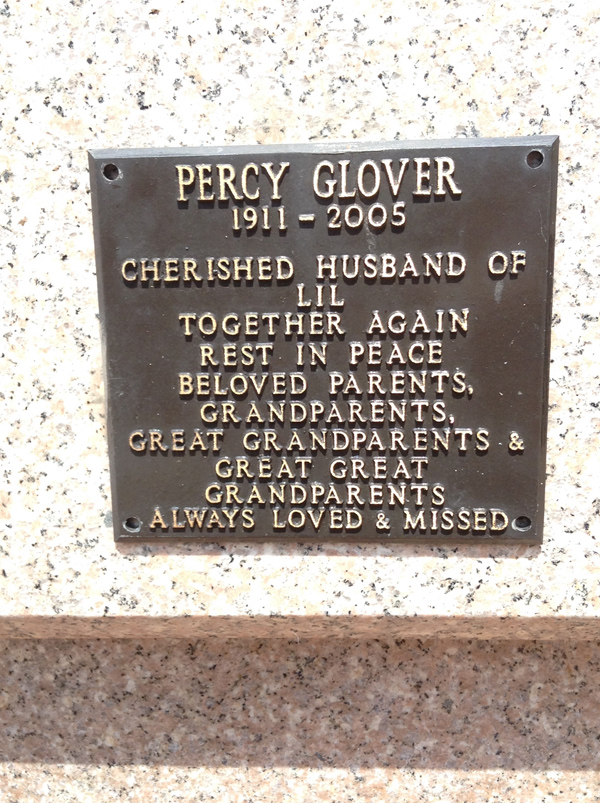 PERCY GLOVER
1911 - 2005
CHERISHED HUSBAND OF
LIL
TOGETHER AGAIN
REST IN PEACE
BELOVED PARENTS,
GRANDPARENTS,
GREAT GRANDPARENTS &
GREAT GREAT
GRANDPARENTS
ALWAYS LOVED & MISSED